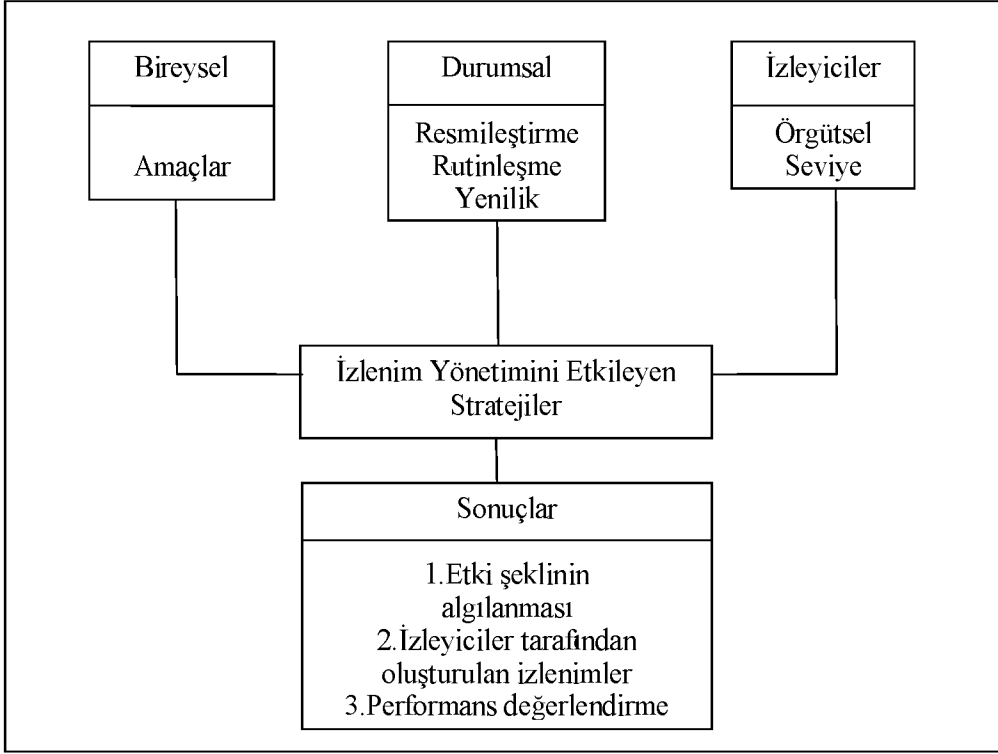 Bireysel
Amaçlar
Durumsal
Resmileştirme
Rutinleşme
Yenilik
İzleyiciler
Örgütsel
Seviye
İzlenim Yönetimini Etkileyen
Stratejiler
Sonuçlar
1.Etki şeklinin
algılanması
2.İzleyiciler tarafından
oluşturulan izlenimler
3.Performans değerlendirme